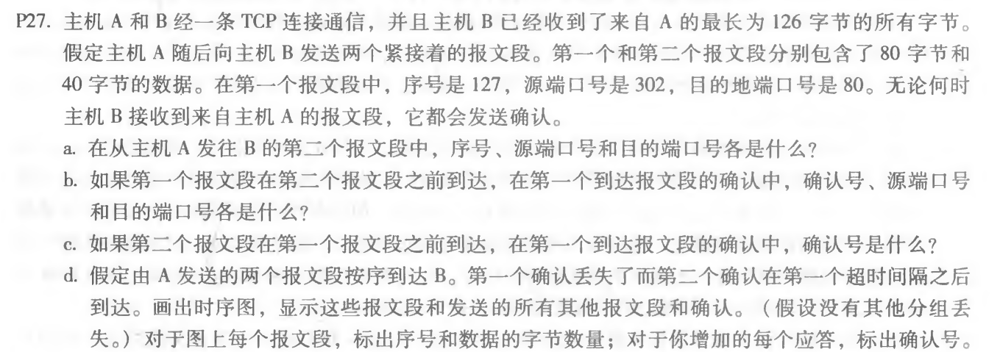 P27. 主机 A 和 B 经一条 TCP 连接通信，并且主机 B 已经收到了来自 A 的最长为 126 字节的所有字节。
假定主机 A 随后向主机 B 发送两个紧接着的报文段。第一个和第二个报文段分别包含了 80 字节和
40 字节的数据。在第一个报文段中，序号是 127，源端口号是 302，目的地端口号是 80。无论何时
主机 B 接收到来自主机 A 的报文段，它都会发送确认。
a. 在从主机 A 发往 B 的第二个报文段中，序号、源端口号和目的端口号各是什么？
b. 如果第一个报文段在第二个报文段之前到达，在第一个到达报文段的确认中，确认号、源端口号
和目的端口号各是什么？
c. 如果第二个报文段在第一个报文段之前到达，在第一个到达报文段的确认中，确认号是什么？
d. 假定由 A 发送的两个报文段按序到达 B。第一个确认丢失了而第二个确认在第一个超时间隔之后
到达。画出时序图，显示这些报文段和发送的所有其他报文段和确认。（假设没有其他分组丢
失。）对于图上每个报文段，标出序号和数据的字节数量；对于你增加的每个应答，标出确认号。